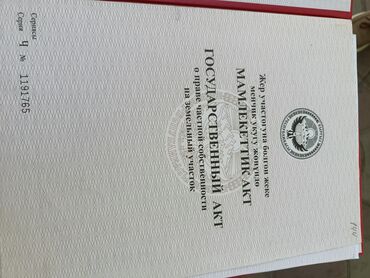 Сериясы
Серия Ч № 1191765
Жер участогуна болгон жеке
менчик укугу жөнүндө
МАМЛЕКЕТТИК АКТ
ГОСУДАРСТВЕННЫЙ АКТ
о праве частной собственности
на земельный участок